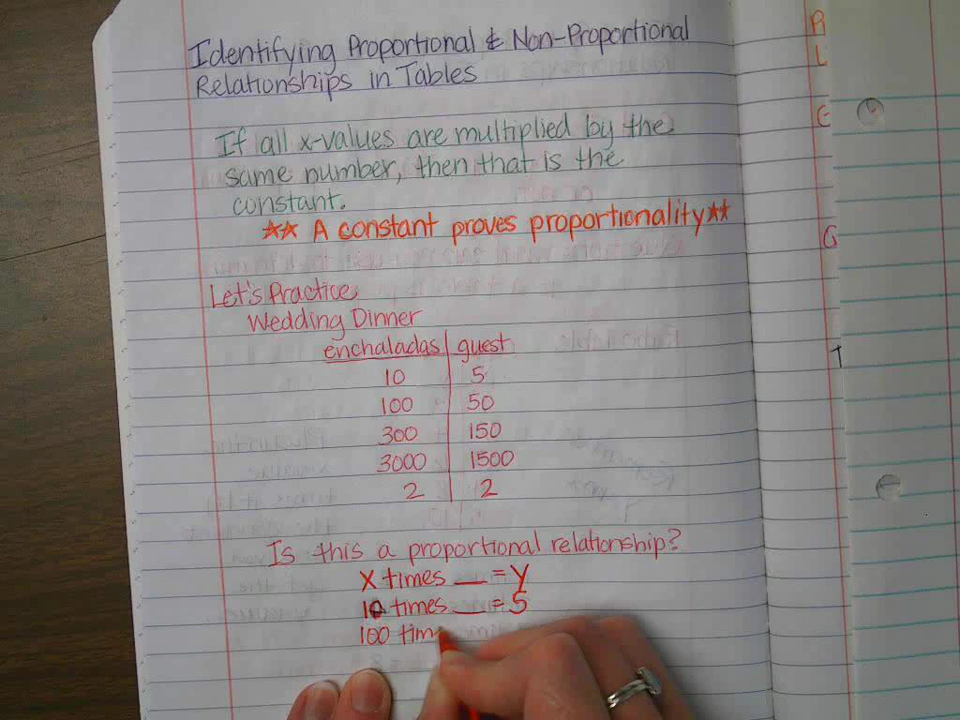 Identifying Proportional & Non-Proportional
Relationships in Tables
If all x-values are multiplied by the
same number, then that is the
constant.
** A constant proves proportionality**
Let's Practice
Wedding Dinner
enchaladas guest
10 5
100 50
300 150
3000 1500
2 2
Is this a proportional relationship?
X times __ = Y
10 times __ = 5
100 tim
R
L
E
G
T